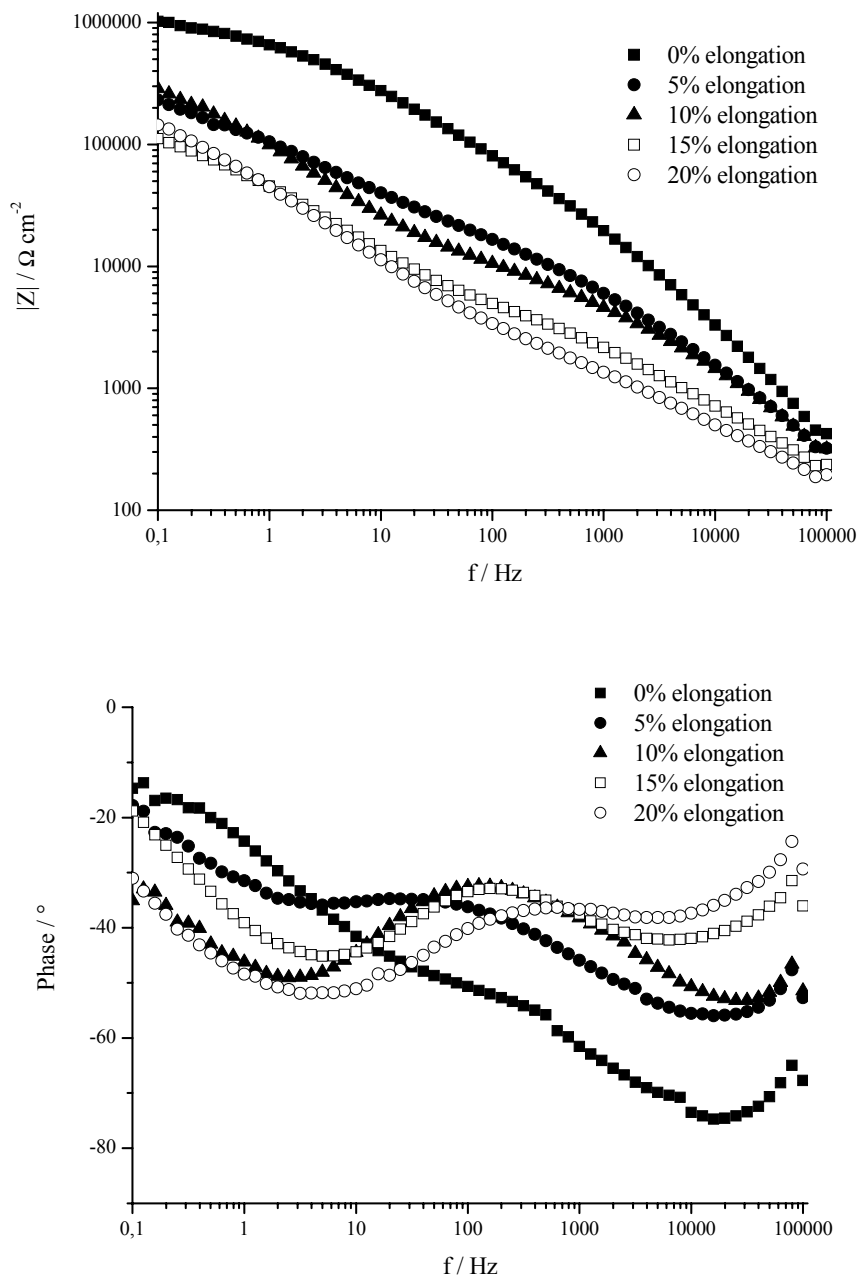 1000000
100000
10000
1000
100
|Z| / Ω cm⁻²
0% elongation
5% elongation
10% elongation
15% elongation
20% elongation
0,1 1 10 100 1000 10000 100000
f / Hz
0
-20
-40
-60
-80
Phase / °
0% elongation
5% elongation
10% elongation
15% elongation
20% elongation
0,1 1 10 100 1000 10000 100000
f / Hz